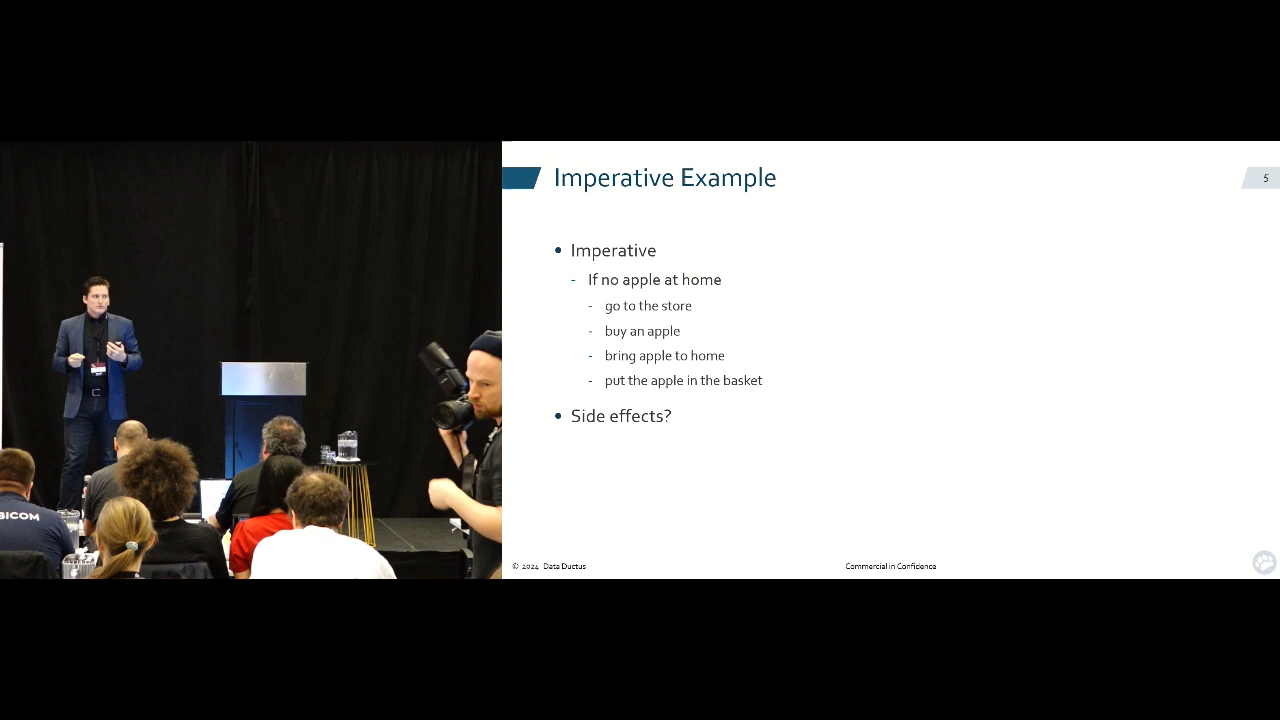 Imperative Example
5
• Imperative
- If no apple at home
- go to the store
- buy an apple
- bring apple to home
- put the apple in the basket
• Side effects?
© 2024 Data Ductus
Commercial in Confidence
BICOM